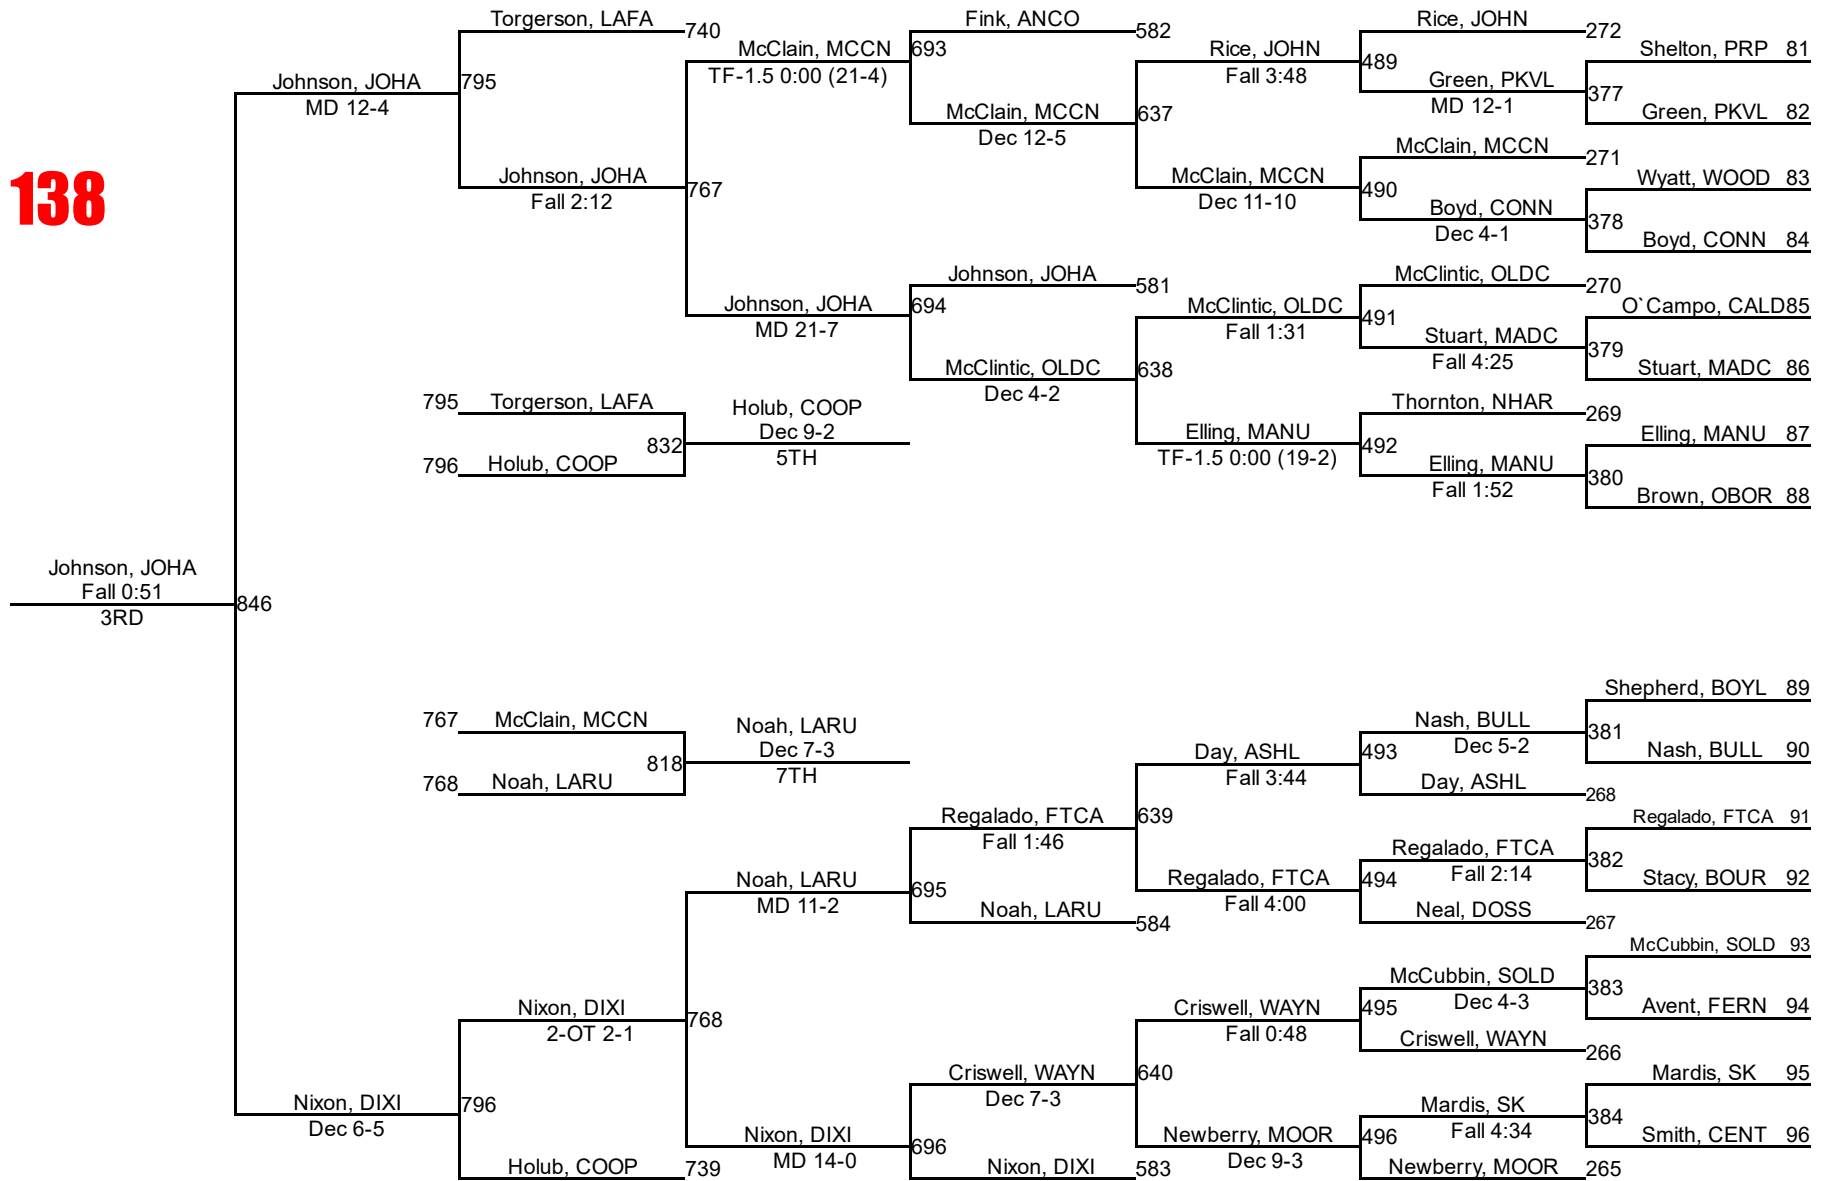 Torgerson, LAFA
740
Fink, ANCO
582
Rice, JOHN
272
McClain, MCCN
693
Rice, JOHN
Shelton, PRP 81
TF-1.5 0:00 (21-4)
Fall 3:48
489
Johnson, JOHA
795
Green, PKVL
377
MD 12-4
MD 12-1
McClain, MCCN
637
Green, PKVL 82
Dec 12-5
McClain, MCCN
271
Johnson, JOHA
767
McClain, MCCN
490
Wyatt, WOOD 83
Fall 2:12
Dec 11-10
138
Boyd, CONN
378
Dec 4-1
Boyd, CONN 84
Johnson, JOHA
581
McClintic, OLDC
270
Johnson, JOHA
694
McClintic, OLDC
491
O`Campo, CALD85
MD 21-7
Fall 1:31
Stuart, MADC
379
Fall 4:25
McClintic, OLDC
638
Stuart, MADC 86
Dec 4-2
795
Torgerson, LAFA
Holub, COOP
Thornton, NHAR
269
Dec 9-2
832
5TH
Elling, MANU
492
Elling, MANU 87
TF-1.5 0:00 (19-2)
796
Holub, COOP
Elling, MANU
380
Fall 1:52
Brown, OBOR 88
Johnson, JOHA
Fall 0:51
846
3RD
Shepherd, BOYL 89
767
McClain, MCCN
Noah, LARU
Nash, BULL
381
Dec 7-3
Dec 5-2
818
7TH
Day, ASHL
493
Nash, BULL 90
Fall 3:44
768
Noah, LARU
Day, ASHL
268
Regalado, FTCA
639
Regalado, FTCA 91
Fall 1:46
Regalado, FTCA
382
Fall 2:14
Noah, LARU
695
Regalado, FTCA
494
Stacy, BOUR 92
MD 11-2
Fall 4:00
Noah, LARU
584
Neal, DOSS
267
McCubbin, SOLD 93
McCubbin, SOLD
383
Dec 4-3
Nixon, DIXI
768
Criswell, WAYN
495
Avent, FERN 94
2-OT 2-1
Fall 0:48
Criswell, WAYN
266
Criswell, WAYN
640
Mardis, SK 95
Dec 7-3
Nixon, DIXI
796
Mardis, SK
384
Dec 6-5
Fall 4:34
Nixon, DIXI
696
Newberry, MOOR
496
Smith, CENT 96
MD 14-0
Dec 9-3
Holub, COOP
739
Nixon, DIXI
583
Newberry, MOOR
265